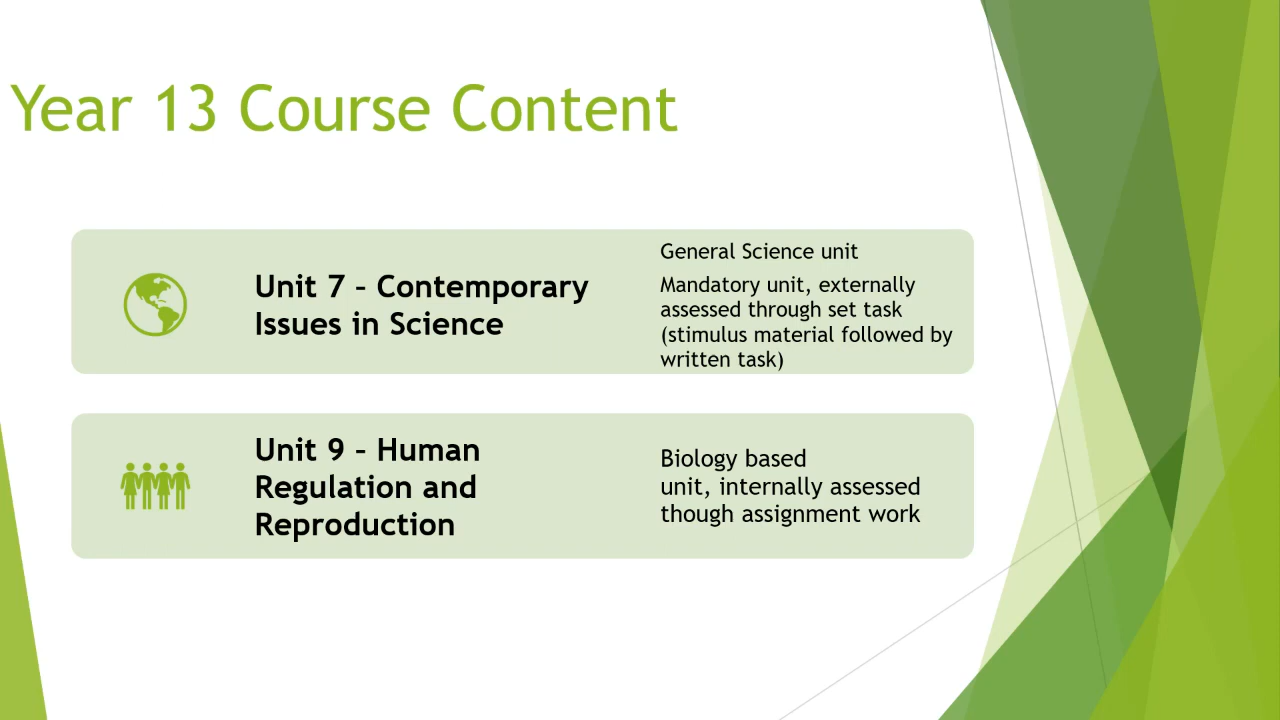 Year 13 Course Content
Unit 7 – Contemporary
Issues in Science
General Science unit
Mandatory unit, externally
assessed through set task
(stimulus material followed by
written task)
Unit 9 – Human
Regulation and
Reproduction
Biology based
unit, internally assessed
though assignment work